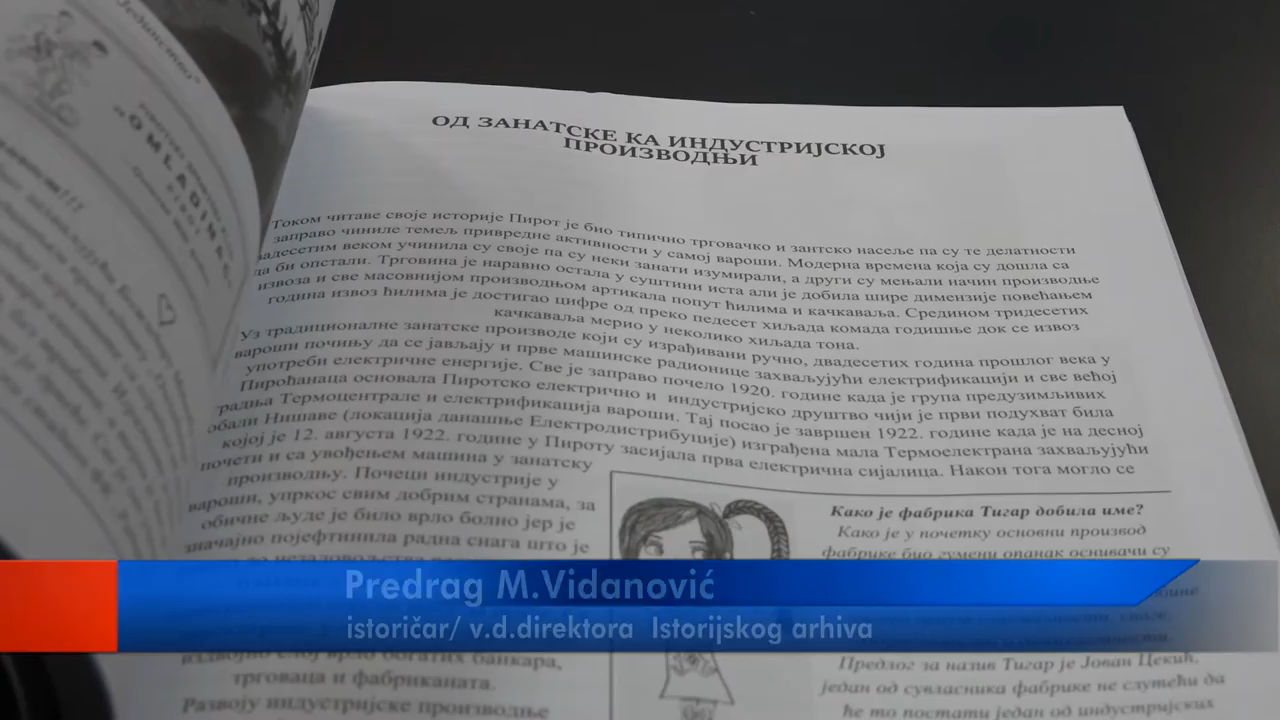 „OMLADINAC"
ОД ЗАНАТСКЕ КА ИНДУСТРИЈСКОЈ
ПРОИЗВОДЊИ
Током читаве своје историје Пирот је био типично трговачко и зантско насеље па су те делатности
заправо чиниле темељ привредне активности у самој вароши. Модерна времена која су дошла са
двадесетим веком учинила су своје па су неки занати изумирали, а други су мењали начин производње
да би опстали. Трговина је наравно остала у суштини иста али је добила шире димензије повећањем
извоза и све масовнијом производњом артикала попут ћилима и качкаваља. Средином тридесетих
година извоз ћилима је достигао цифре од преко педесет хиљада комада годишње док се извоз
качкаваља мерио у неколико хиљада тона.
Уз традиционалне занатске производе који су израђивани ручно, двадесетих година прошлог века у
вароши почињу да се јављају и прве машинске радионице захваљујући електрификацији и све већој
употреби електричне енергије. Све је заправо почело 1920. године када је група предузимљивих
Пироћанаца основала Пиротско електрично и индустријско друштво чији је први подухват била
градња Термоцентрале и електрификација вароши. Тај посао је завршен 1922. године када је на десној
обали Нишаве (локација данашње Електродистрибуције) изграђена мала Термоелектрана захваљујући
којој је 12. августа 1922. године у Пироту засијала прва електрична сијалица. Након тога могло се
почети и са увођењем машина у занатску
производњу. Почеци индустрије у
вароши, упркос свим добрим странама, за
обичне људе је било врло болно јер је
значајно појефтинила радна снага што је
Како је фабрика Тигар добила име?
Како је у почетку основни производ
фабрике био гумени опанак оснивачи су
Predrag M.Vidanović
istoričar/ v.d.direktora Istorijskog arhiva
издвојио слој врло богатих банкара,
трговаца и фабриканата.
Развоју индустријске производње
Предлог за назив Тигар је Јован Цекић,
један од сувласника фабрике не слутећи да
ће то постати један од индустријских